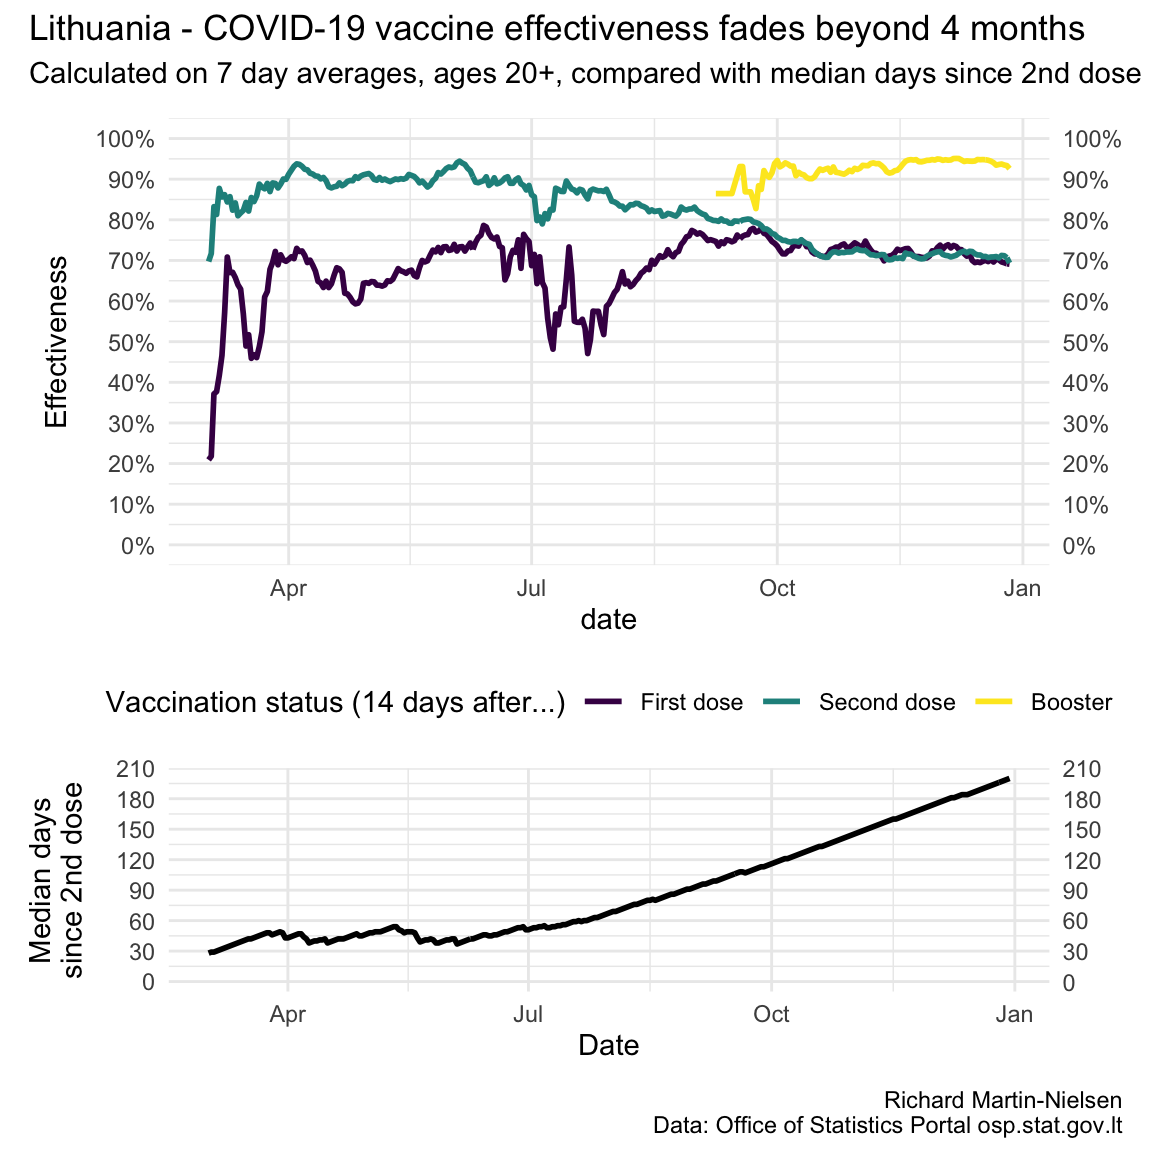 Lithuania - COVID-19 vaccine effectiveness fades beyond 4 months
Calculated on 7 day averages, ages 20+, compared with median days since 2nd dose
Effectiveness
100% 100%
90% 90%
80% 80%
70% 70%
60% 60%
50% 50%
40% 40%
30% 30%
20% 20%
10% 10%
0% 0%
Apr Jul Oct Jan
date
Vaccination status (14 days after...) First dose Second dose Booster
Median days
since 2nd dose
210 210
180 180
150 150
120 120
90 90
60 60
30 30
0 0
Apr Jul Oct Jan
Date
Richard Martin-Nielsen
Data: Office of Statistics Portal osp.stat.gov.lt